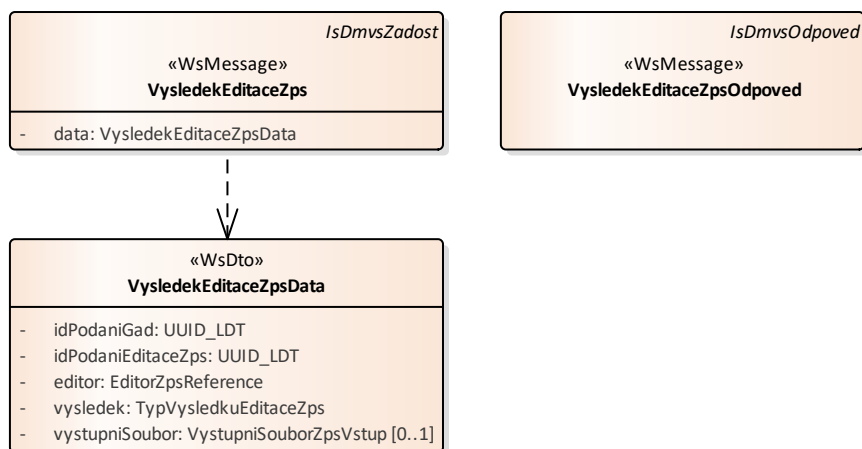 IsDmvsZadost
«WsMessage»
VysledekEditaceZps
- data: VysledekEditaceZpsData
IsDmvsOdpoved
«WsMessage»
VysledekEditaceZpsOdpoved
«WsDto»
VysledekEditaceZpsData
- idPodaniGad: UUID_LDT
- idPodaniEditaceZps: UUID_LDT
- editor: EditorZpsReference
- vysledek: TypVysledkuEditaceZps
- vystupniSoubor: VystupniSouborZpsVstup [0..1]